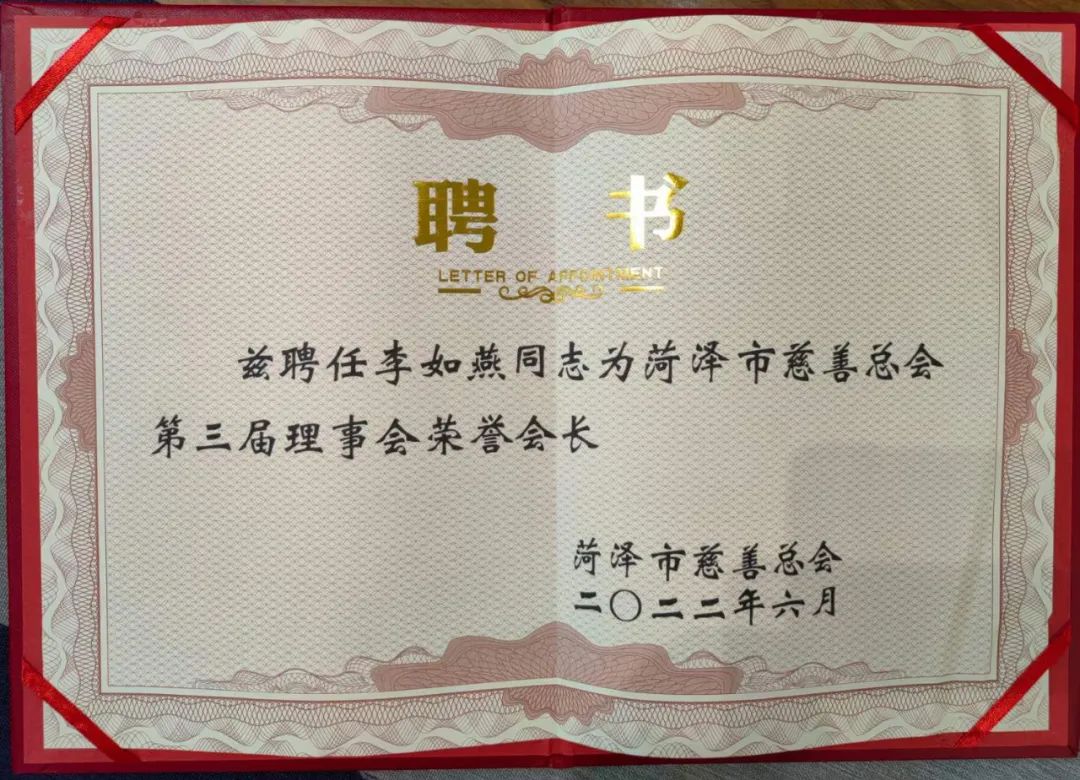 聘 书
LETTER OF APPOINTMENT
兹聘任李如燕同志为菏泽市慈善总会
第三届理事会荣誉会长
菏泽市慈善总会
二〇二二年六月